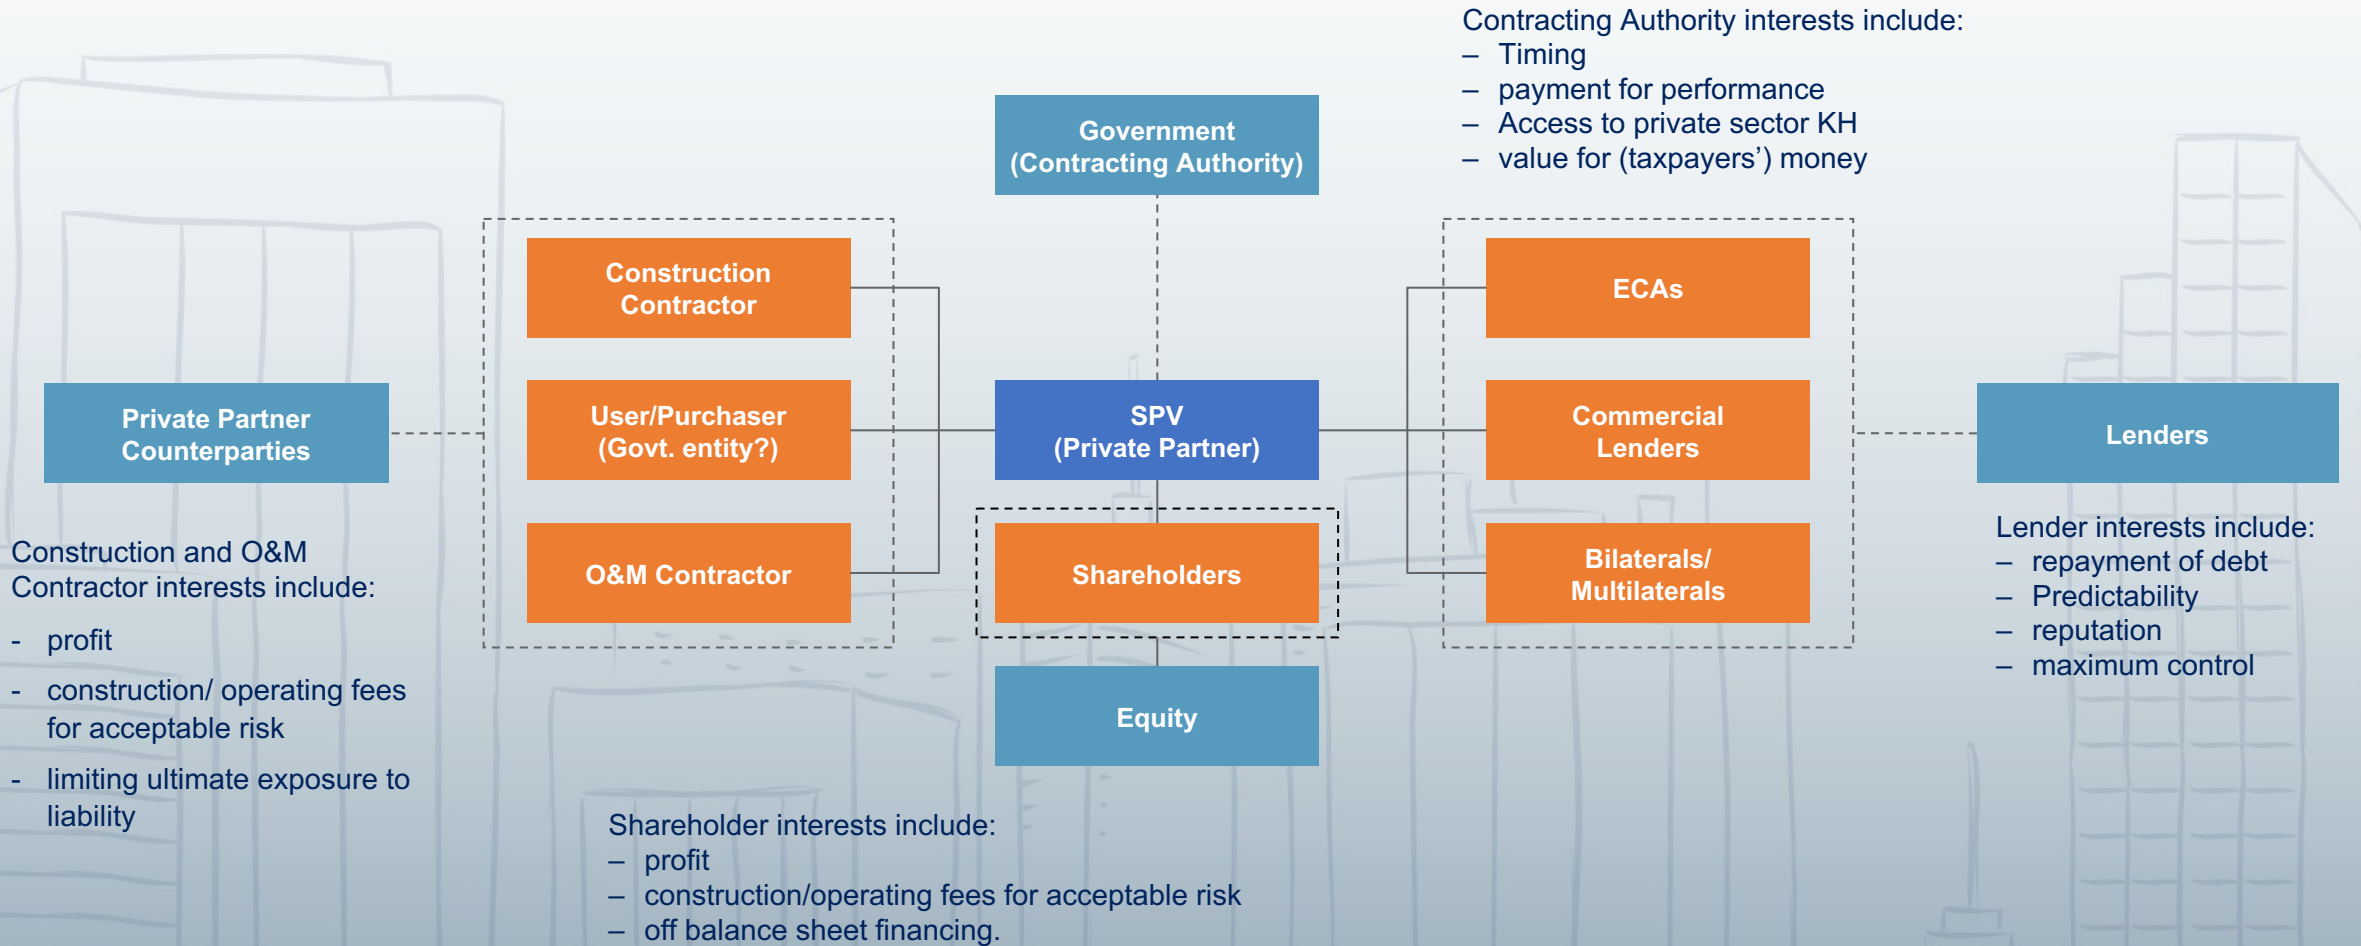 Contracting Authority interests include:
– Timing
– payment for performance
– Access to private sector KH
– value for (taxpayers’) money
Government
(Contracting Authority)
Construction
Contractor
ECAs
Private Partner
Counterparties
User/Purchaser
(Govt. entity?)
SPV
(Private Partner)
Commercial
Lenders
Lenders
O&M Contractor
Shareholders
Bilaterals/
Multilaterals
Equity
Construction and O&M
Contractor interests include:
- profit
- construction/ operating fees
for acceptable risk
- limiting ultimate exposure to
liability
Lender interests include:
– repayment of debt
– Predictability
– reputation
– maximum control
Shareholder interests include:
– profit
– construction/operating fees for acceptable risk
– off balance sheet financing.